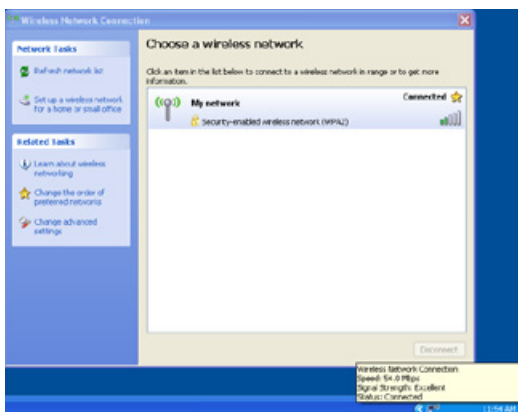 Wireless Network Connection
Network Tasks
Refresh network list
Set up a wireless network
for a home or small office
Related Tasks
Learn about wireless
networking
Change the order of
preferred networks
Change advanced
settings
Choose a wireless network
Click an item in the list below to connect to a wireless network in range or to get more
information.
My network
Connected
Security-enabled wireless network (WPA2)
Disconnect
Wireless Network Connection
Speed: 54.0 Mbps
Signal Strength: Excellent
Status: Connected
11:54 AM